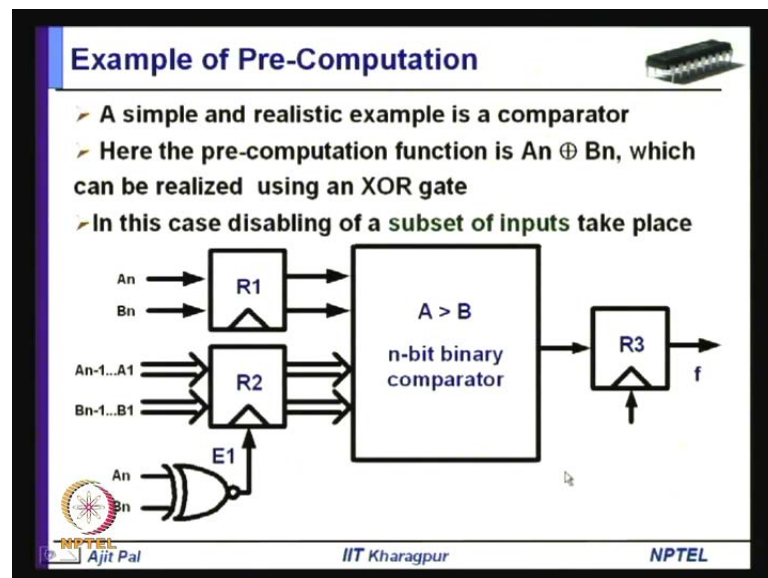 Example of Pre-Computation
A simple and realistic example is a comparator
Here the pre-computation function is An ⊕ Bn, which
can be realized using an XOR gate
In this case disabling of a subset of inputs take place
An
Bn
R1
An-1...A1
Bn-1...B1
R2
A > B
n-bit binary
comparator
R3
f
E1
An
Bn
NPTEL
Ajit Pal
IIT Kharagpur
NPTEL